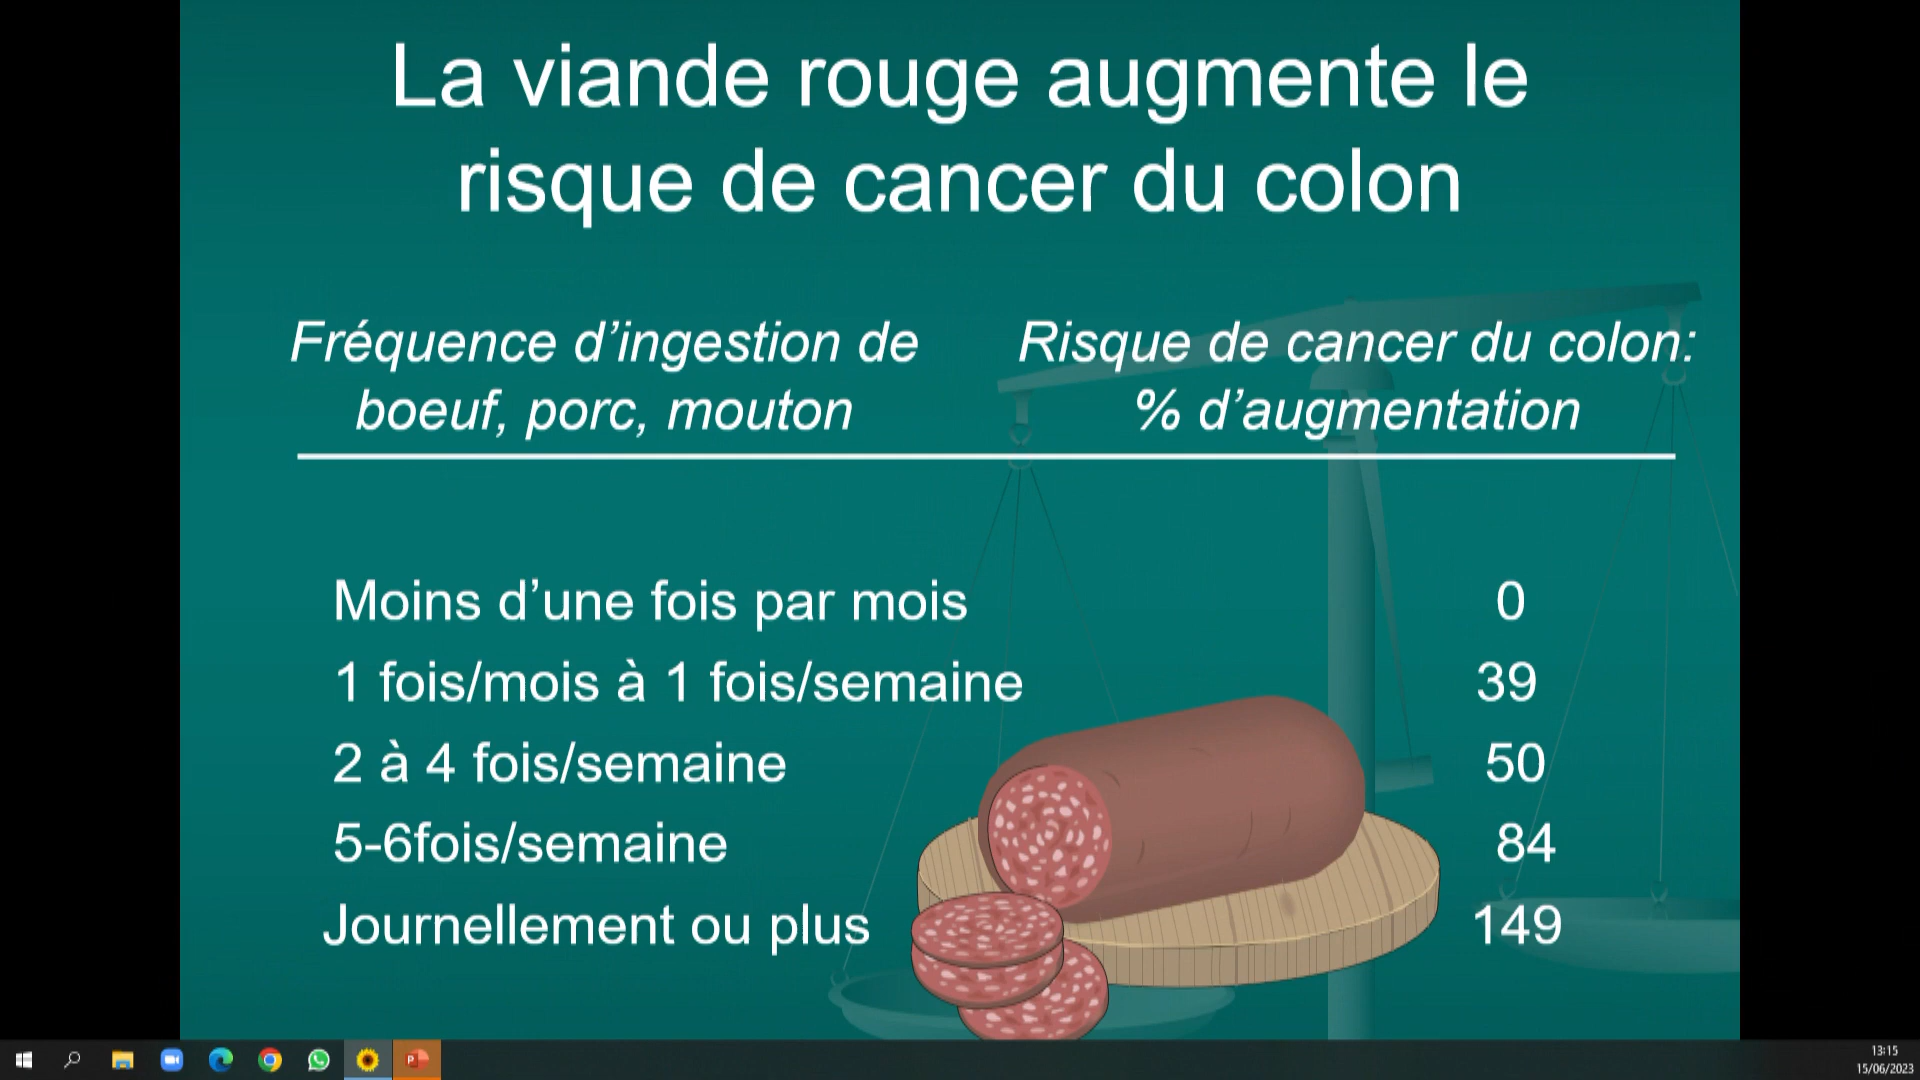 La viande rouge augmente le
risque de cancer du colon
Fréquence d’ingestion de
boeuf, porc, mouton
Risque de cancer du colon:
% d’augmentation
Moins d’une fois par mois 0
1 fois/mois à 1 fois/semaine 39
2 à 4 fois/semaine 50
5-6fois/semaine 84
Journellement ou plus 149
13:15
15/06/2023